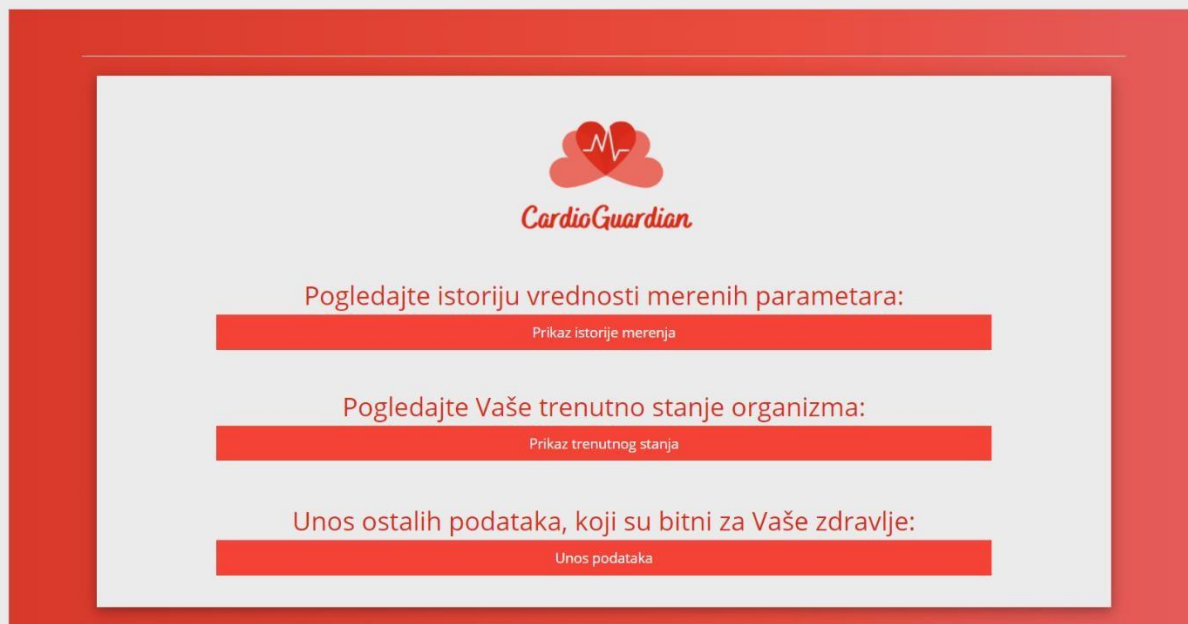 CardioGuardian
Pogledajte istoriju vrednosti merenih parametara:
Prikaz istorije merenja
Pogledajte Vaše trenutno stanje organizma:
Prikaz trenutnog stanja
Unos ostalih podataka, koji su bitni za Vaše zdravlje:
Unos podataka